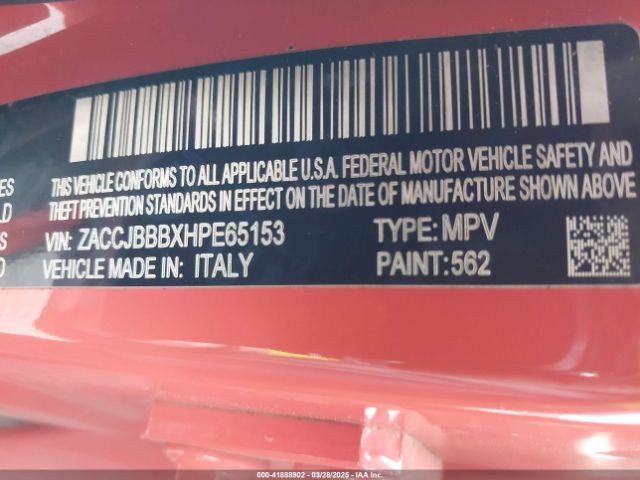 ES
THIS VEHICLE CONFORMS TO ALL APPLICABLE U.S.A. FEDERAL MOTOR VEHICLE SAFETY AND
LD
THEFT PREVENTION STANDARDS IN EFFECT ON THE DATE OF MANUFACTURE SHOWN ABOVE
S
VIN: ZACCJBBBXHPE65153 TYPE: MPV
D
VEHICLE MADE IN: ITALY PAINT:562
000-41888902 | 03/28/2025 - IAA Inc.